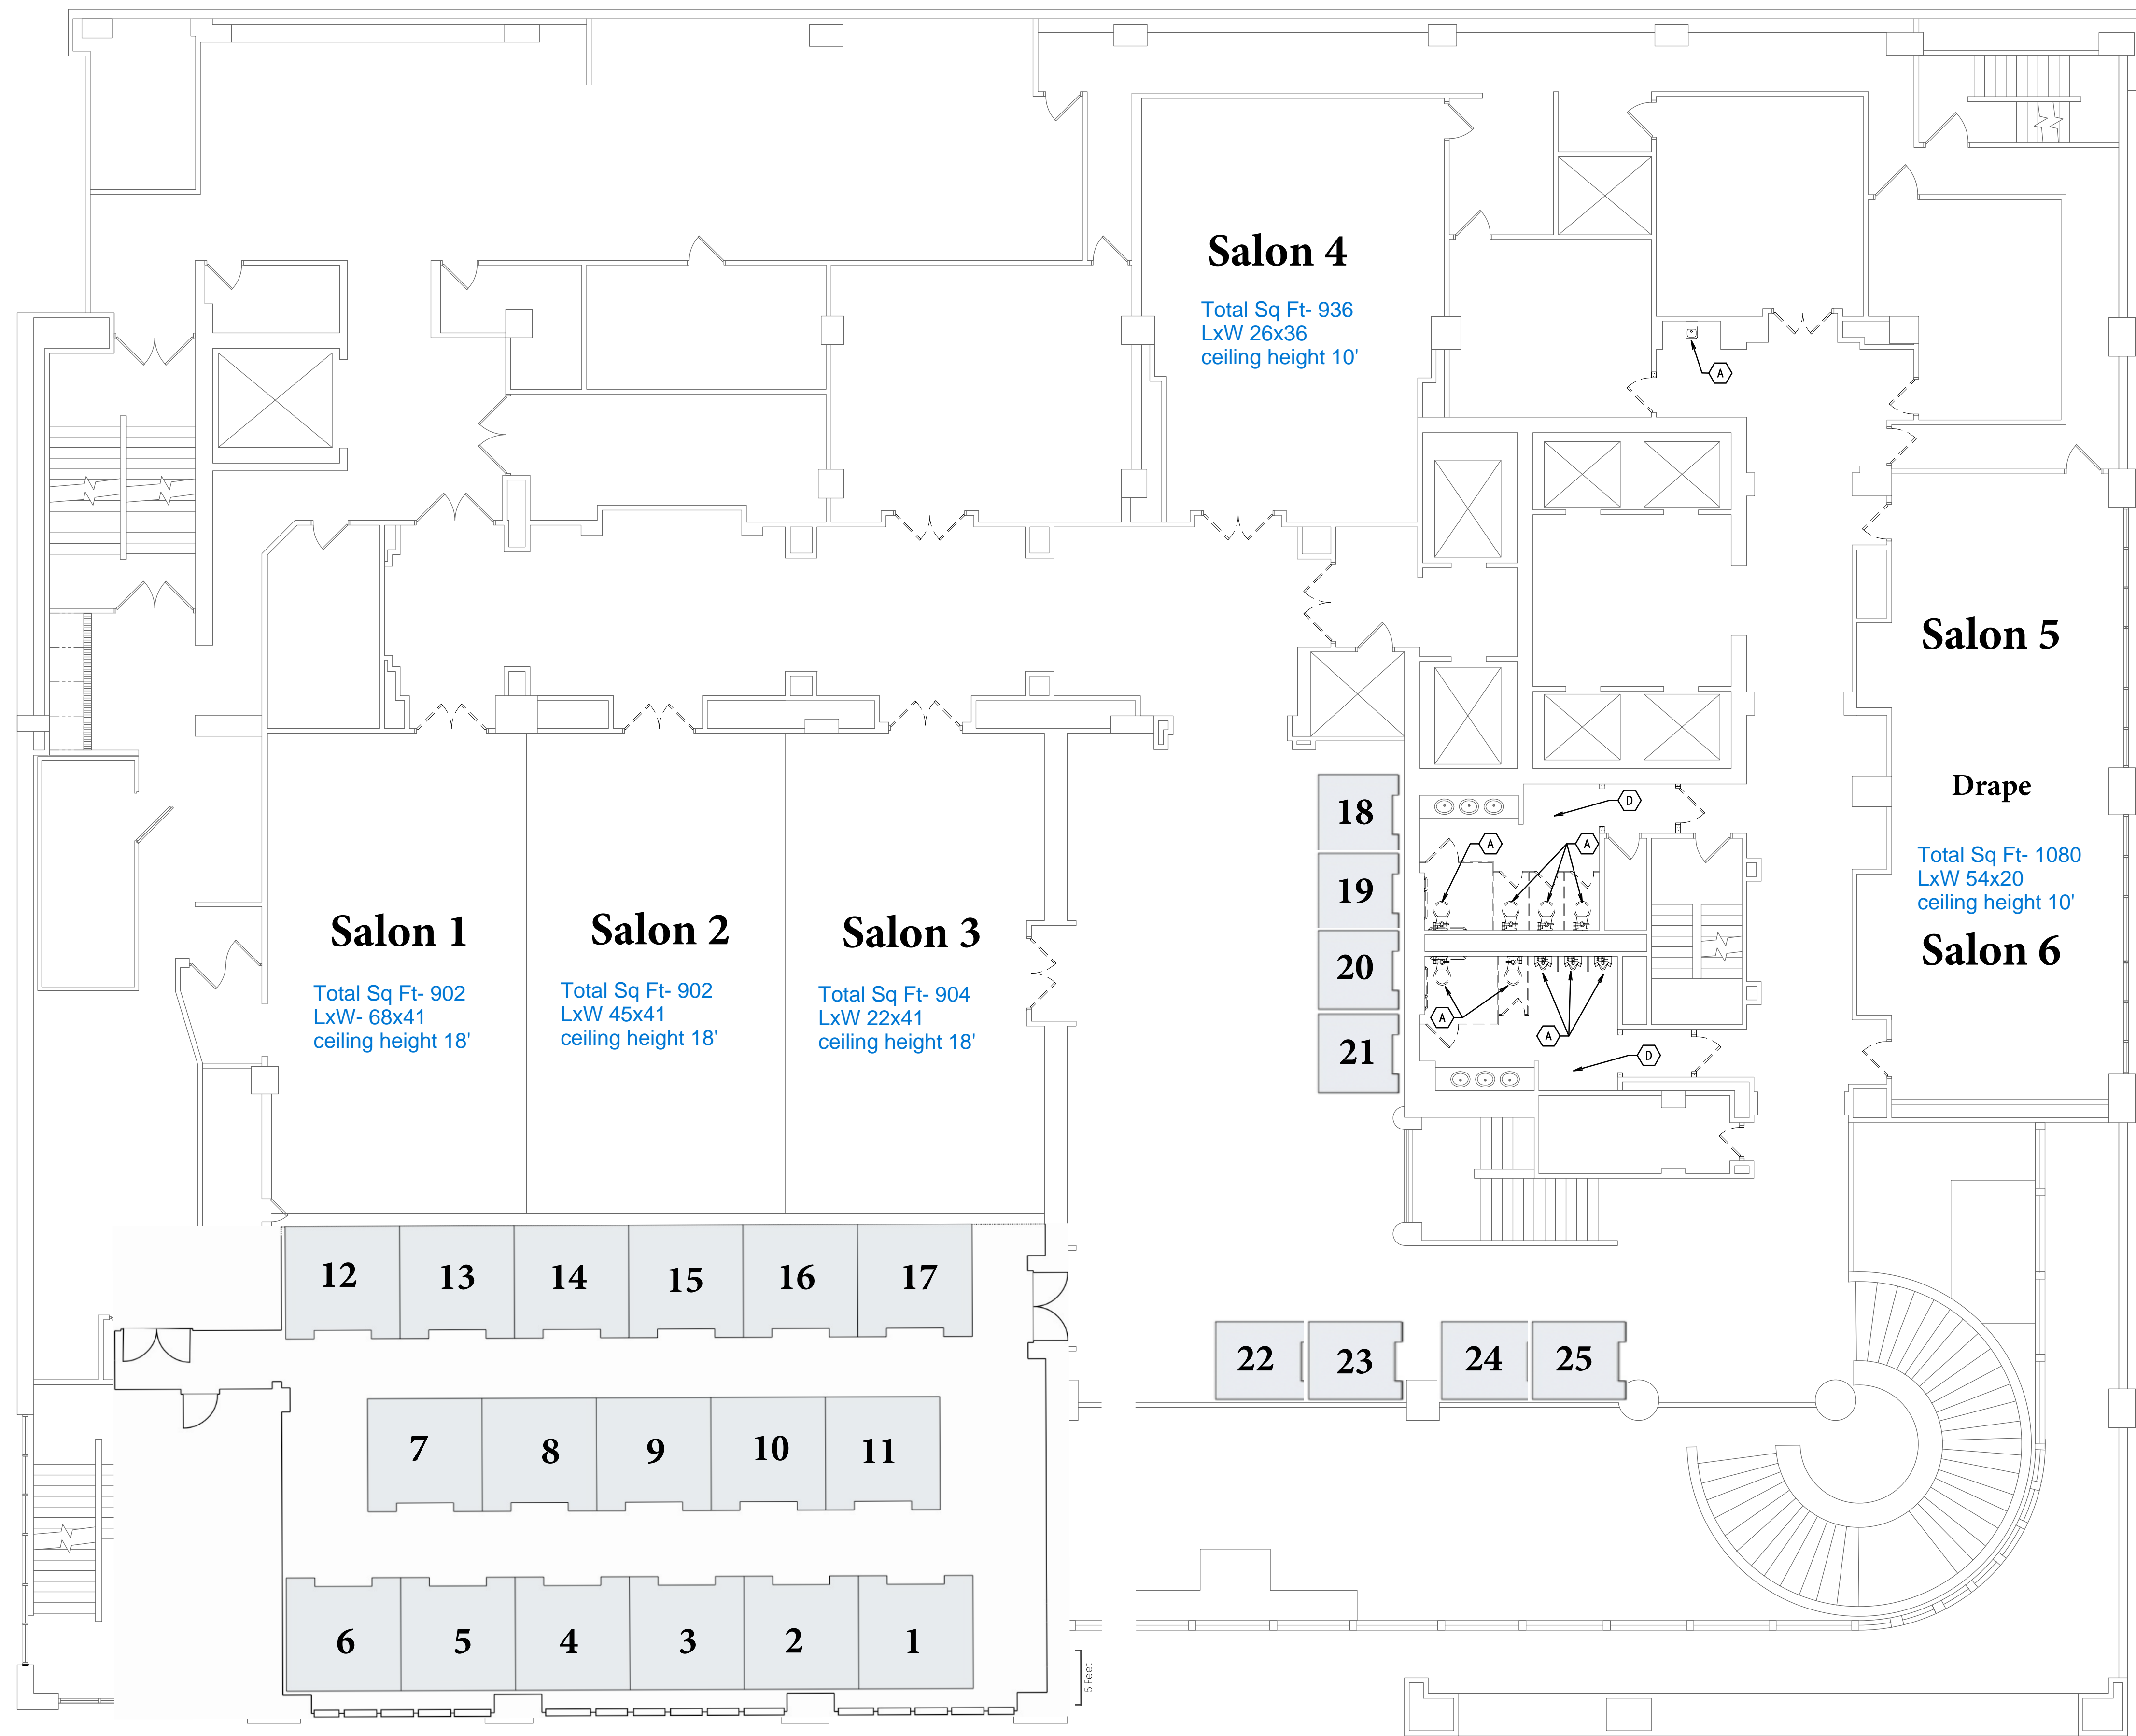 Salon 4
Total Sq Ft- 936
LxW 26x36
ceiling height 10'
A
Salon 5
Drape
Total Sq Ft- 1080
LxW 54x20
ceiling height 10'
Salon 6
18
19
20
21
D
A
A
A
A
D
Salon 1
Total Sq Ft- 902
LxW- 68x41
ceiling height 18'
Salon 2
Total Sq Ft- 902
LxW 45x41
ceiling height 18'
Salon 3
Total Sq Ft- 904
LxW 22x41
ceiling height 18'
12
13
14
15
16
17
22
23
24
25
7
8
9
10
11
6
5
4
3
2
1
5 Feet